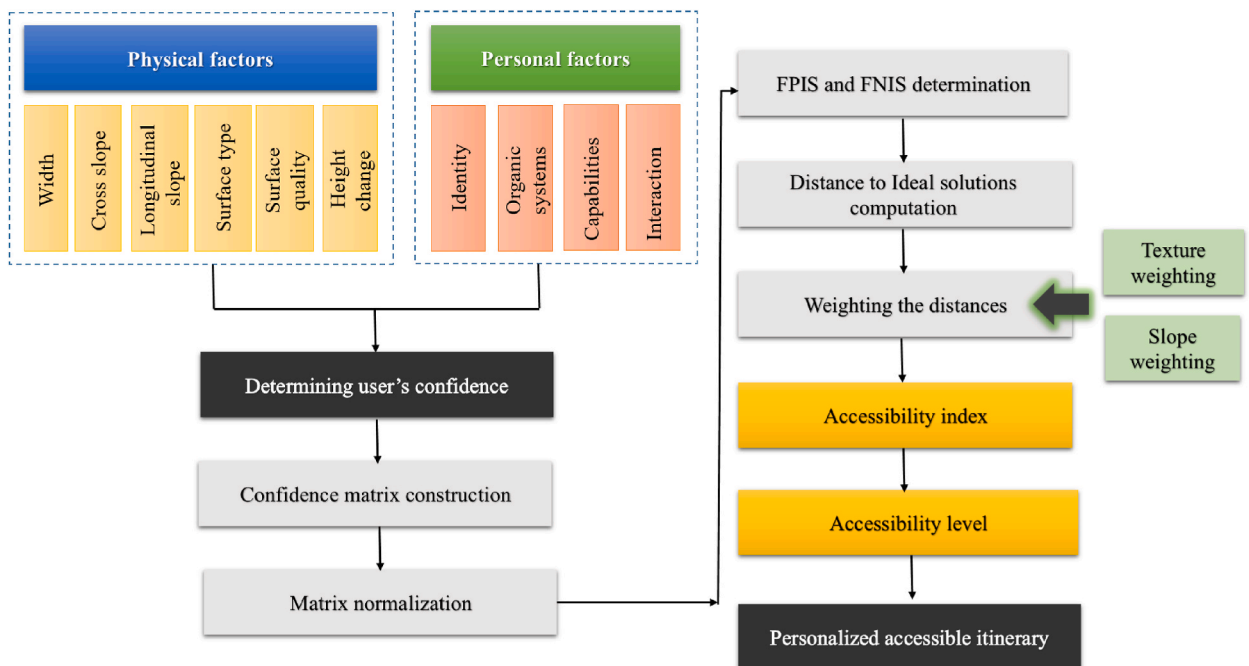 Physical factors
Width
Cross slope
Longitudinal
slope
Surface type
Surface
quality
Height
change
Personal factors
Identity
Organic
systems
Capabilities
Interaction
Determining user's confidence
Confidence matrix construction
Matrix normalization
FPIS and FNIS determination
Distance to Ideal solutions
computation
Weighting the distances
Texture
weighting
Slope
weighting
Accessibility index
Accessibility level
Personalized accessible itinerary